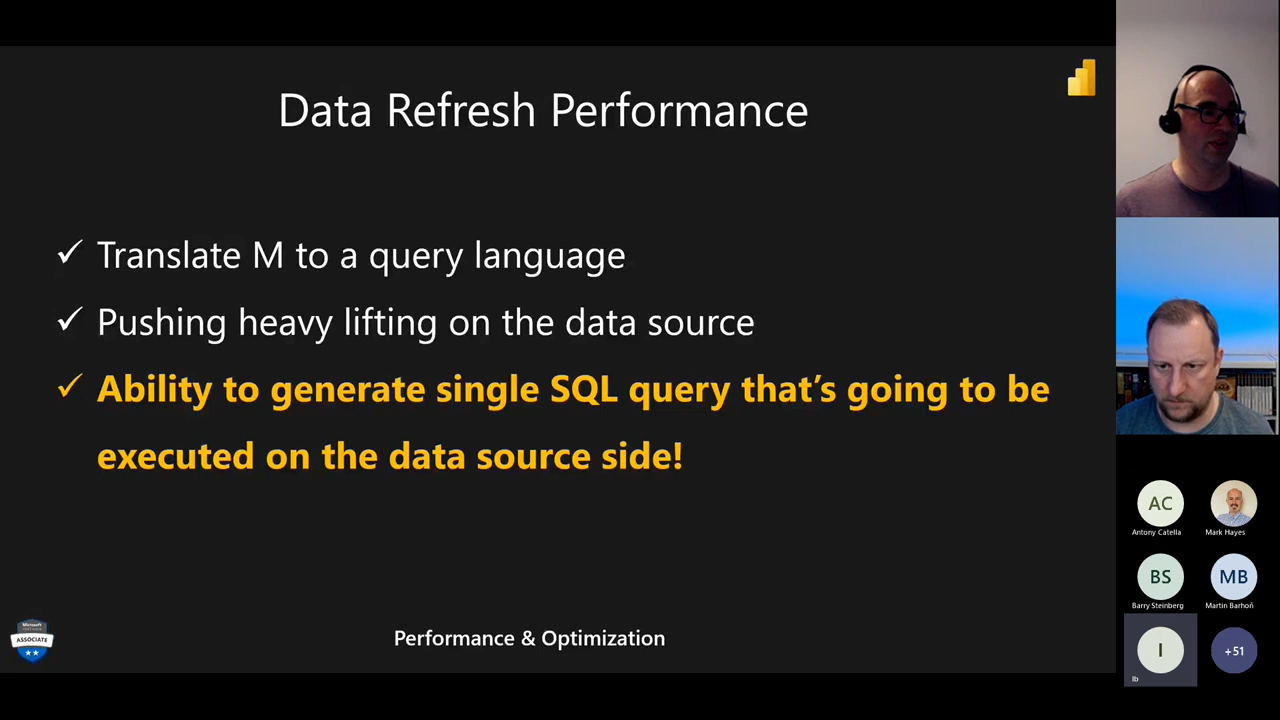 Data Refresh Performance
✓ Translate M to a query language
✓ Pushing heavy lifting on the data source
✓ Ability to generate single SQL query that's going to be
executed on the data source side!
Microsoft
ASSOCIATE
Performance & Optimization
AC
Antony Catella
Mark Hayes
BS
Barry Steinberg
MB
Martin Barhoň
I
Ib
+51